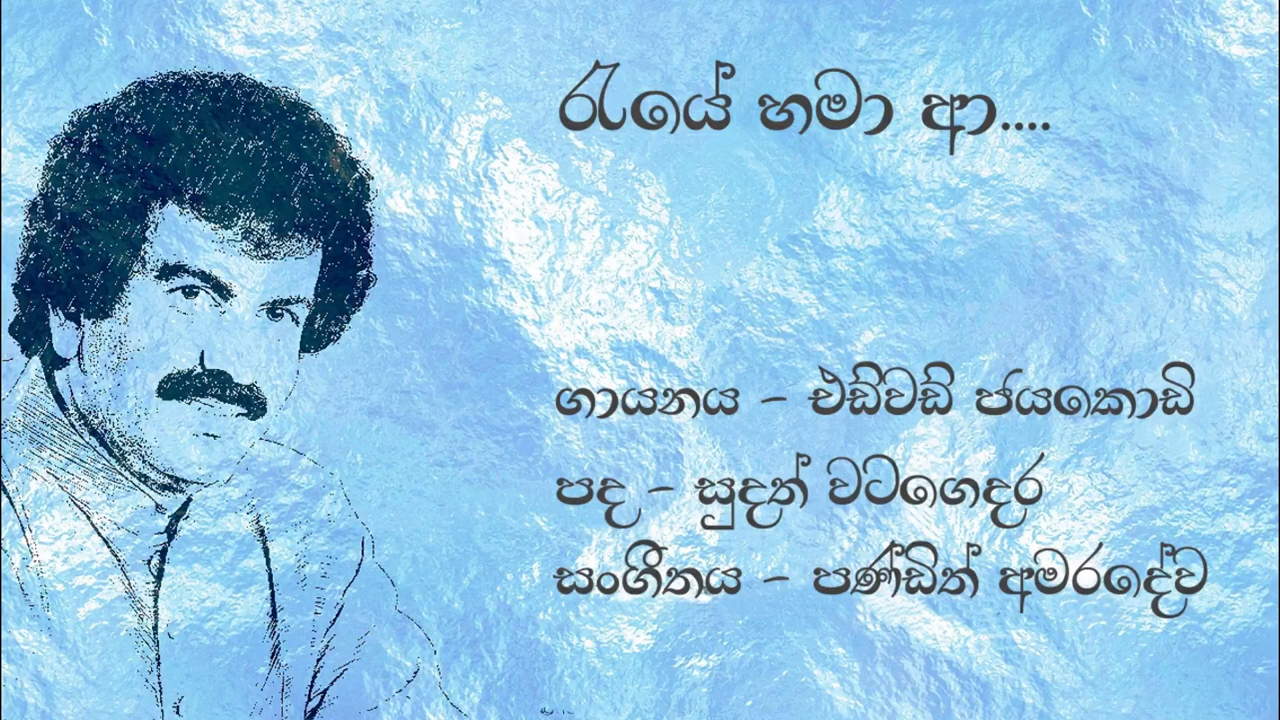 රැයේ හමා ආ....
ගායනය - එඩ්වඩ් ජයකොඩි
පද - සුදත් වටගෙදර
සංගීතය - පණ්ඩිත් අමරදේව